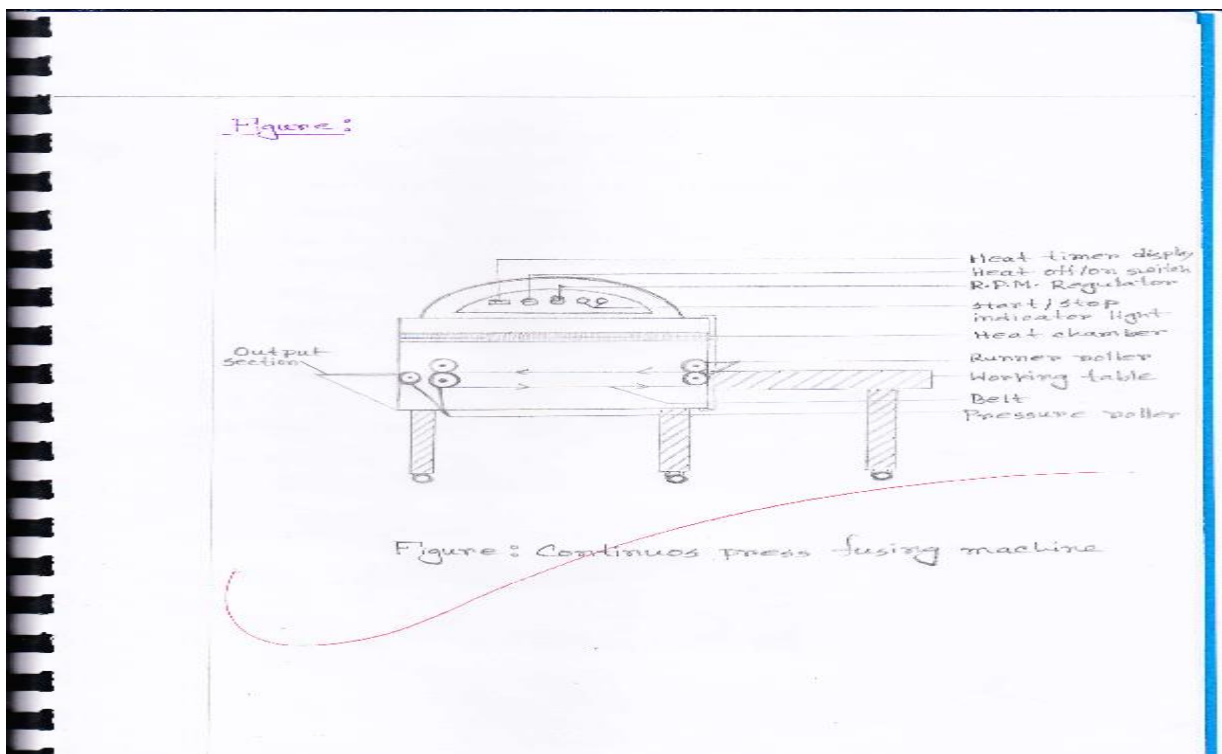 Figure:
Heat timer display
Heat off/on switch
R.P.M. Regulator
start/stop
indicator light
Heat chamber
Output
section
Runner roller
Working table
Belt
Pressure roller
Figure: Continuos press fusing machine